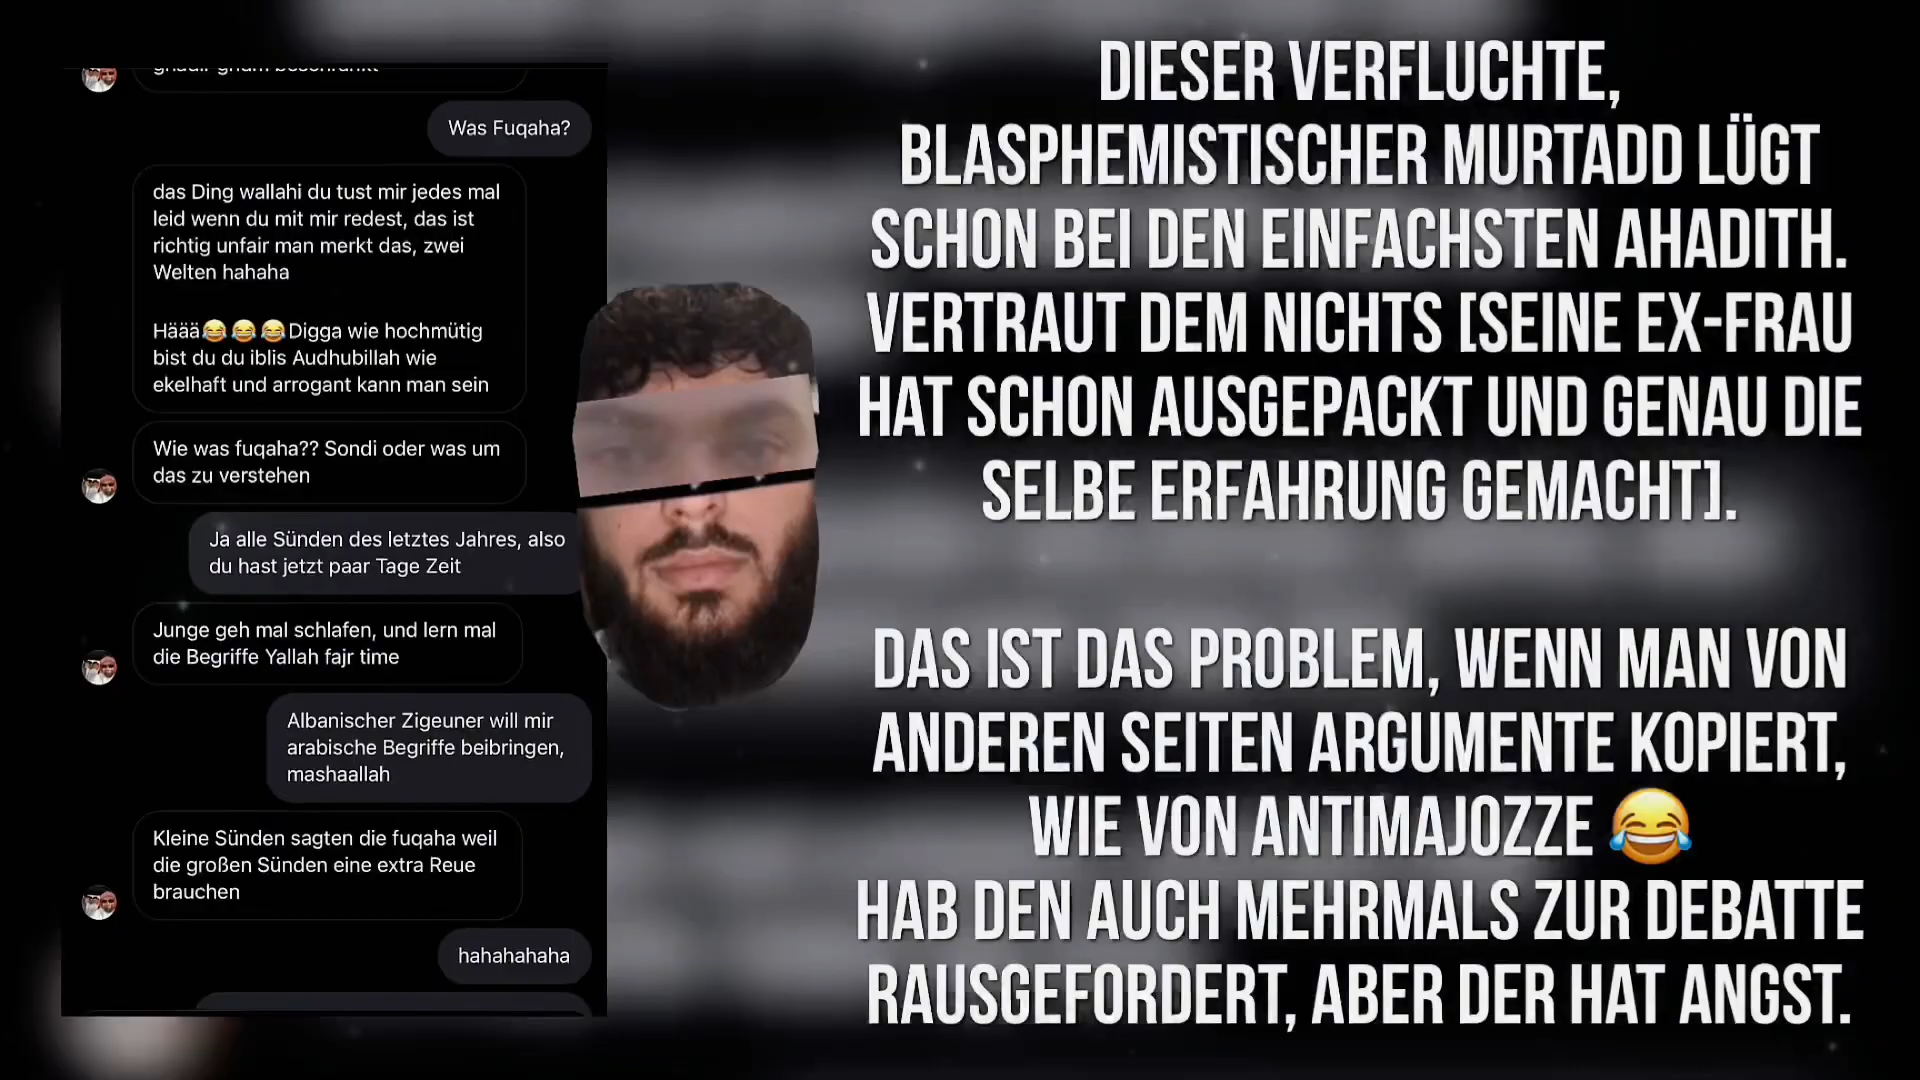 ghadir ghum beschränkt
Was Fuqaha?
das Ding wallahi du tust mir jedes mal
leid wenn du mit mir redest, das ist
richtig unfair man merkt das, zwei
Welten hahaha
Häää😂😂😂Digga wie hochmütig
bist du du iblis Audhubillah wie
ekelhaft und arrogant kann man sein
Wie was fuqaha?? Sondi oder was um
das zu verstehen
Ja alle Sünden des letztes Jahres, also
du hast jetzt paar Tage Zeit
Junge geh mal schlafen, und lern mal
die Begriffe Yallah fajr time
Albanischer Zigeuner will mir
arabische Begriffe beibringen,
mashaallah
Kleine Sünden sagten die fuqaha weil
die großen Sünden eine extra Reue
brauchen
hahahahaha
DIESER VERFLUCHTE,
BLASPHEMISTISCHER MURTADD LÜGT
SCHON BEI DEN EINFACHSTEN AHADITH.
VERTRAUT DEM NICHTS [SEINE EX-FRAU
HAT SCHON AUSGEPACKT UND GENAU DIE
SELBE ERFAHRUNG GEMACHT].
DAS IST DAS PROBLEM, WENN MAN VON
ANDEREN SEITEN ARGUMENTE KOPIERT,
WIE VON ANTIMAJOZZE 😂
HAB DEN AUCH MEHRMALS ZUR DEBATTE
RAUSGEFORDERT, ABER DER HAT ANGST.